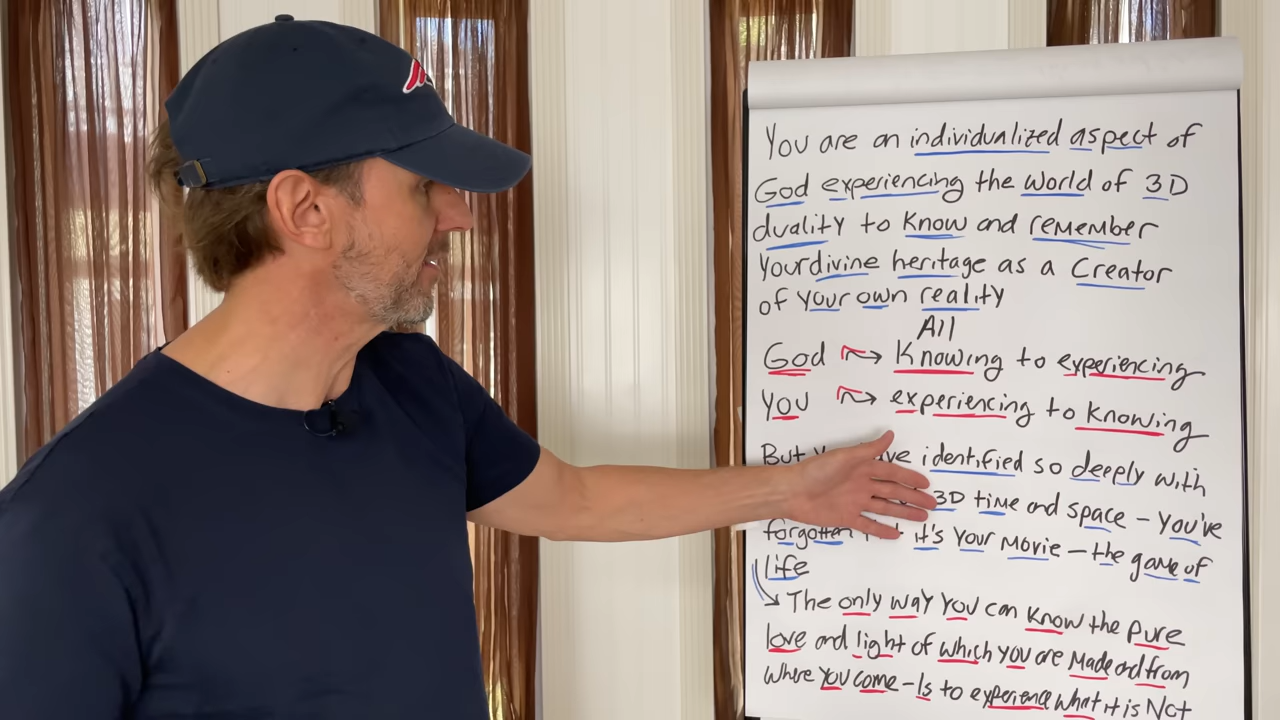 You are an individualized aspect of
God experiencing the world of 3D
duality to Know and remember
Your divine heritage as a Creator
of your own reality
All
God → Knowing to experiencing
You → experiencing to Knowing
But identified so deeply with
3D time and space – You've
forgotten it's Your Movie – the game of
life
→ The only way You can know the pure
love and light of which you are Made and from
where you come – Is to experience what it is Not